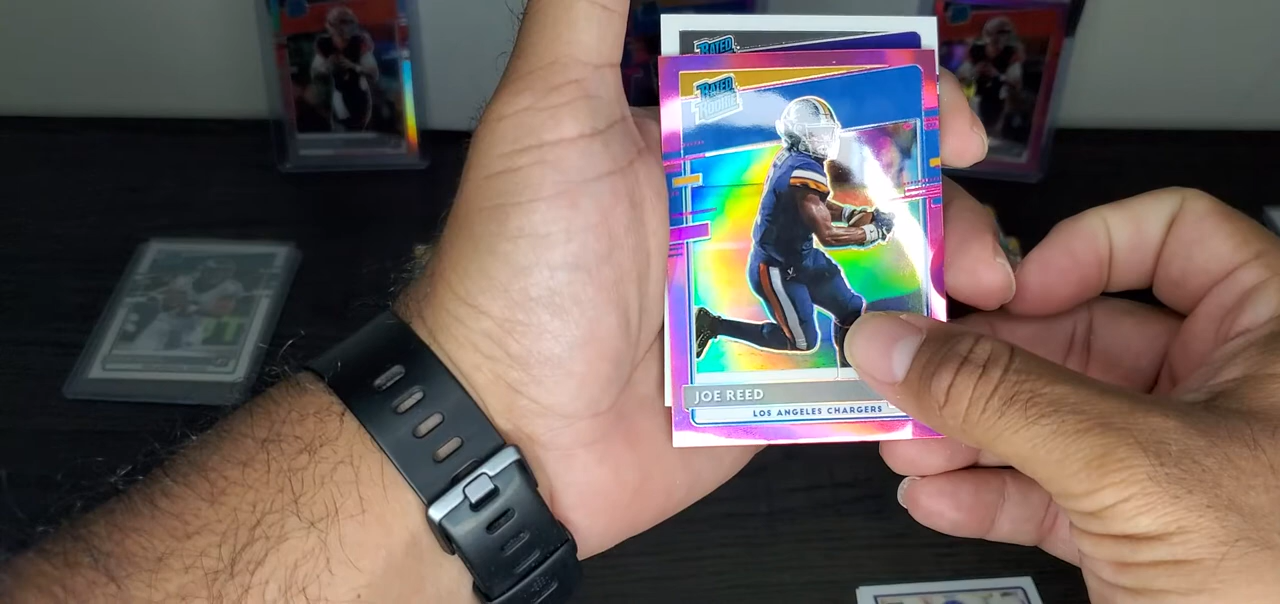 RATED
RATED
ROOKIE
JOE REED
LOS ANGELES CHARGERS